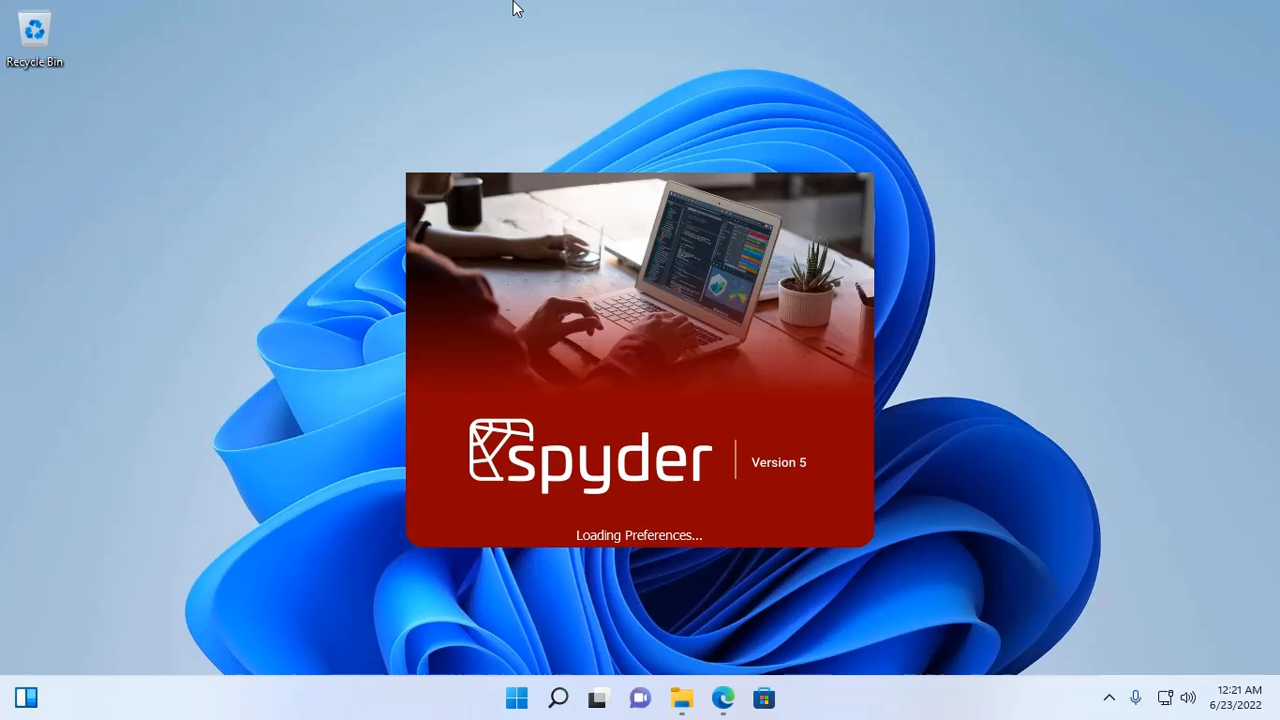 Recycle Bin
spyder
Version 5
Loading Preferences...
12:21 AM
6/23/2022